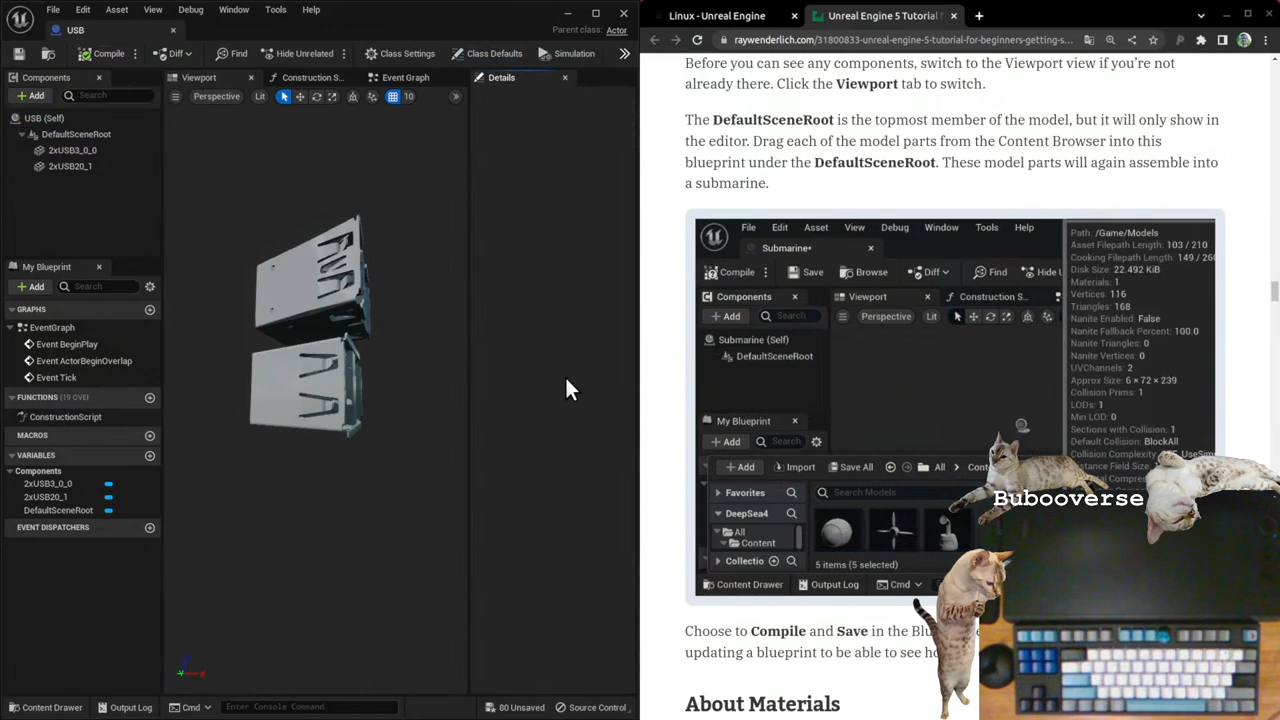 File Edit Asset View Debug Window Tools Help
USB
Parent class: Actor
Compile Diff Find Hide Unrelated Class Settings Class Defaults Simulation
Components
Add Search
USB (Self)
DefaultSceneRoot
2xUSB3_0_0
2xUSB20_1
My Blueprint
Add Search
GRAPHS
EventGraph
Event BeginPlay
Event ActorBeginOverlap
Event Tick
FUNCTIONS (19 OVE
ConstructionScript
MACROS
VARIABLES
Components
2xUSB3_0_0
2xUSB20_1
DefaultSceneRoot
EVENT DISPATCHERS
Viewport Construction S... Event Graph
Perspective Lit 10
Details
Content Drawer Output Log Cmd Enter Console Command 80 Unsaved Source Control
Linux - Unreal Engine
Unreal Engine 5 Tutorial f
raywenderlich.com/31800833-unreal-engine-5-tutorial-for-beginners-getting-s...
Before you can see any components, switch to the Viewport view if you're not
already there. Click the Viewport tab to switch.
The DefaultSceneRoot is the topmost member of the model, but it will only show in
the editor. Drag each of the model parts from the Content Browser into this
blueprint under the DefaultSceneRoot. These model parts will again assemble into
a submarine.
File Edit Asset View Debug Window Tools Help
Submarine*
Compile Save Browse Diff Find Hide U
Components
Add Search
Submarine (Self)
DefaultSceneRoot
My Blueprint
Add Search
Viewport Construction S...
Perspective Lit
Path: /Game/Models
Asset Filepath Length: 103 / 210
Cooking Filepath Length: 149 / 260
Disk Size: 22.492 KiB
Materials: 1
Vertices: 116
Triangles: 168
Nanite Enabled: False
Nanite Fallback Percent: 100.0
Nanite Triangles: 0
Nanite Vertices: 0
UVChannels: 2
Approx Size: 6 × 72 × 239
Collision Prims: 1
LODs: 1
Min LOD: 0
Sections with Collision: 1
Default Collision: BlockAll
Collision Complexity
UseSim
Distance Field Size
Add Import Save All All Conte
Favorites Search Models
DeepSea4
All
Content
Collectio
5 items (5 selected)
Content Drawer Output Log Cmd
Bubooverse
Choose to Compile and Save in the Blu
updating a blueprint to be able to see h
About Materials